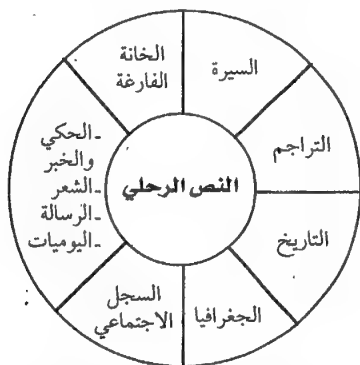 الخانة
الفارغة
السيرة
التراجم
التاريخ
الجغرافيا
السجل
الاجتماعي
-الحكي
والخبر
-الشعر
-الرسالة
-اليوميات
النص الرحلي